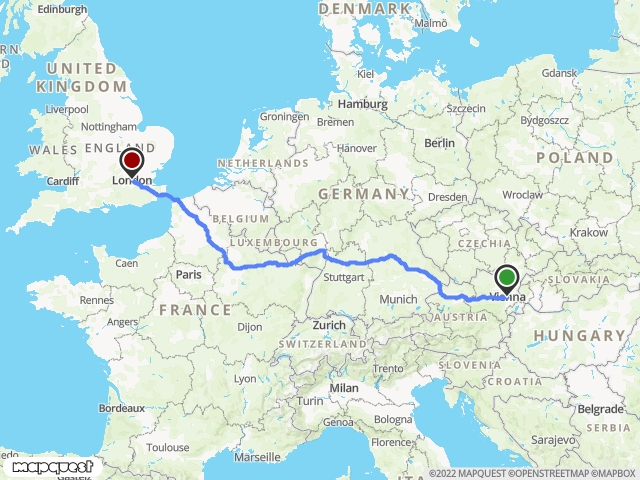 Edinburgh
DENMARK
Malmö
UNITED
KINGDOM
Kiel
Gdansk
Liverpool
Hamburg
Szczecin
Nottingham
Groningen
Bremen
Bydgoszcz
WALES
ENGLAND
Hanover
Berlin
POLAND
Cardiff
London
NETHERLANDS
GERMANY
Dresden
Wroclaw
BELGIUM
Krakow
LUXEMBOURG
CZECHIA
Caen
Paris
Stuttgart
SLOVAKIA
Rennes
Munich
Vienna
FRANCE
AUSTRIA
Angers
Dijon
Zurich
HUNGARY
SWITZERLAND
SLOVENIA
Trento
CROATIA
Lyon
Milan
Bordeaux
Turin
Belgrade
Genoa
Bologna
SERBIA
Toulouse
Florence
Sarajevo
Marseille
mapquest
©2022 MAPQUEST ©OPENSTREETMAP ©MAPBOX